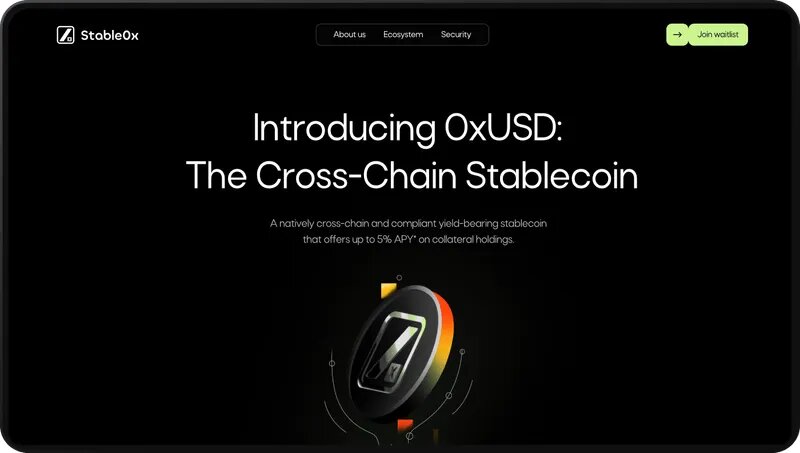 Stable0x
About us
Ecosystem
Security
Join waitlist
Introducing 0xUSD:
The Cross-Chain Stablecoin
A natively cross-chain and compliant yield-bearing stablecoin
that offers up to 5% APY* on collateral holdings.